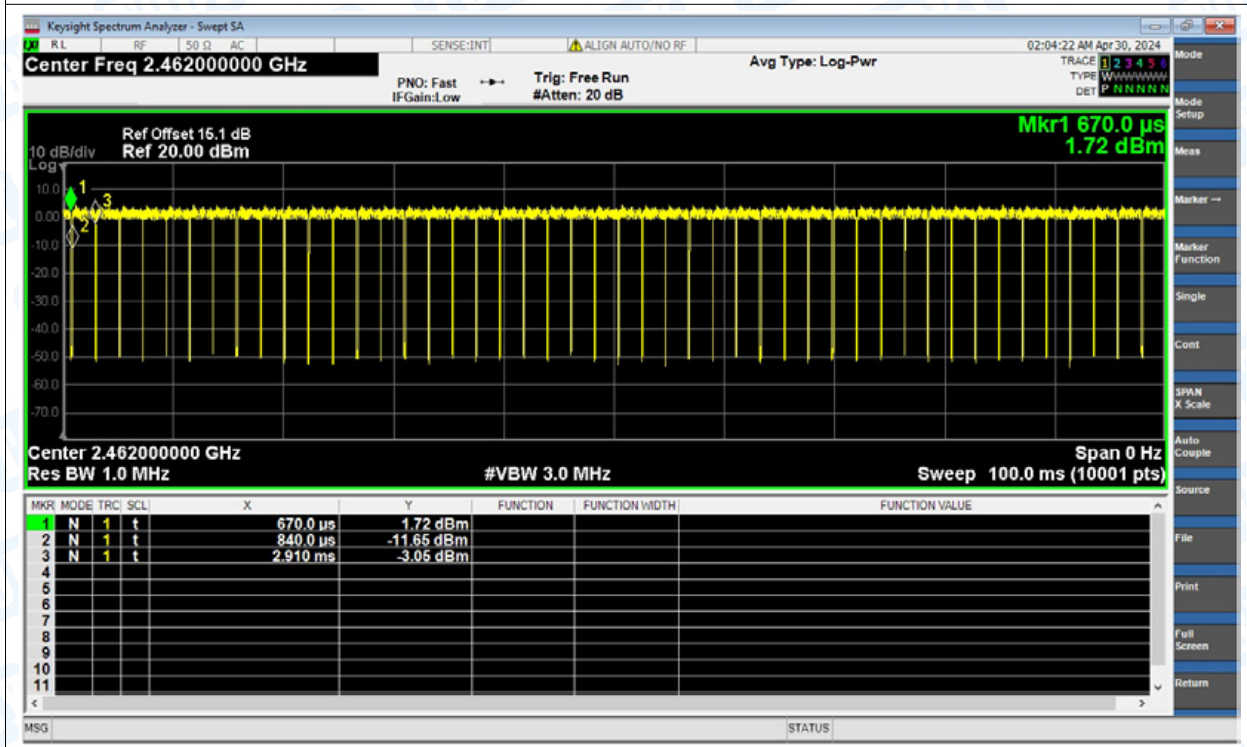 Keysight Spectrum Analyzer - Swept SA
RL RF 50 Ω AC SENSE:INT ALIGN AUTO/NO RF 02:04:22 AM Apr 30, 2024
Center Freq 2.462000000 GHz
PNO: Fast
IFGain:Low
Trig: Free Run
#Atten: 20 dB
Avg Type: Log-Pwr
TRACE 1 2 3 4 5 6
TYPE WWWWWW
DET P N N N N N
Mkr1 670.0 µs
1.72 dBm
Ref Offset 15.1 dB
10 dB/div Ref 20.00 dBm
Log
10.0
0.00
-10.0
-20.0
-30.0
-40.0
-50.0
-60.0
-70.0
1
2
3
Center 2.462000000 GHz Span 0 Hz
Res BW 1.0 MHz #VBW 3.0 MHz Sweep 100.0 ms (10001 pts)
MKR MODE TRC SCL X Y FUNCTION FUNCTION WIDTH FUNCTION VALUE
1 N 1 t 670.0 µs 1.72 dBm
2 N 1 t 840.0 µs -11.65 dBm
3 N 1 t 2.910 ms -3.05 dBm
4
5
6
7
8
9
10
11
MSG STATUS
Mode
Mode
Setup
Meas
Marker →
Marker
Function
Single
Cont
SPAN
X Scale
Auto
Couple
Source
File
Print
Full
Screen
Return